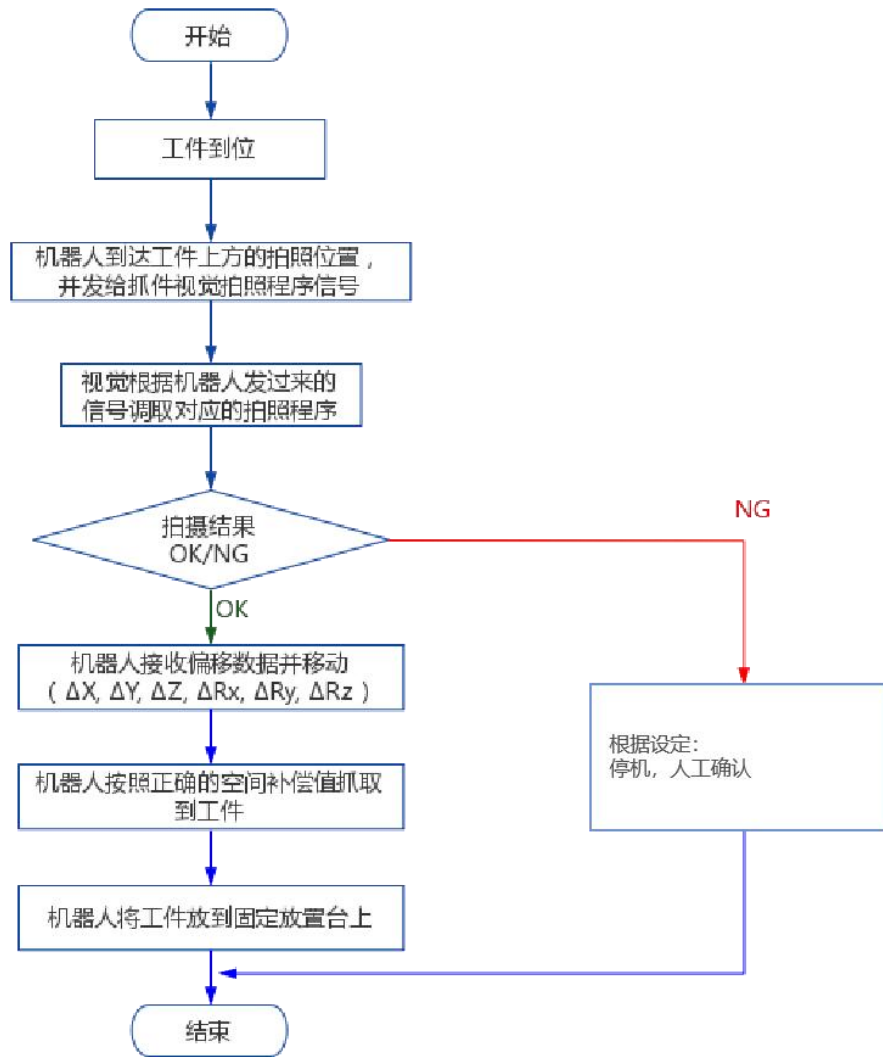 开始
工件到位
机器人到达工件上方的拍照位置，
并发给抓件视觉拍照程序信号
视觉根据机器人发过来的
信号调取对应的拍照程序
拍摄结果
OK/NG
NG
OK
机器人接收偏移数据并移动
（ΔX, ΔY, ΔZ, ΔRx, ΔRy, ΔRz）
根据设定：
停机，人工确认
机器人按照正确的空间补偿值抓取
到工件
机器人将工件放到固定放置台上
结束